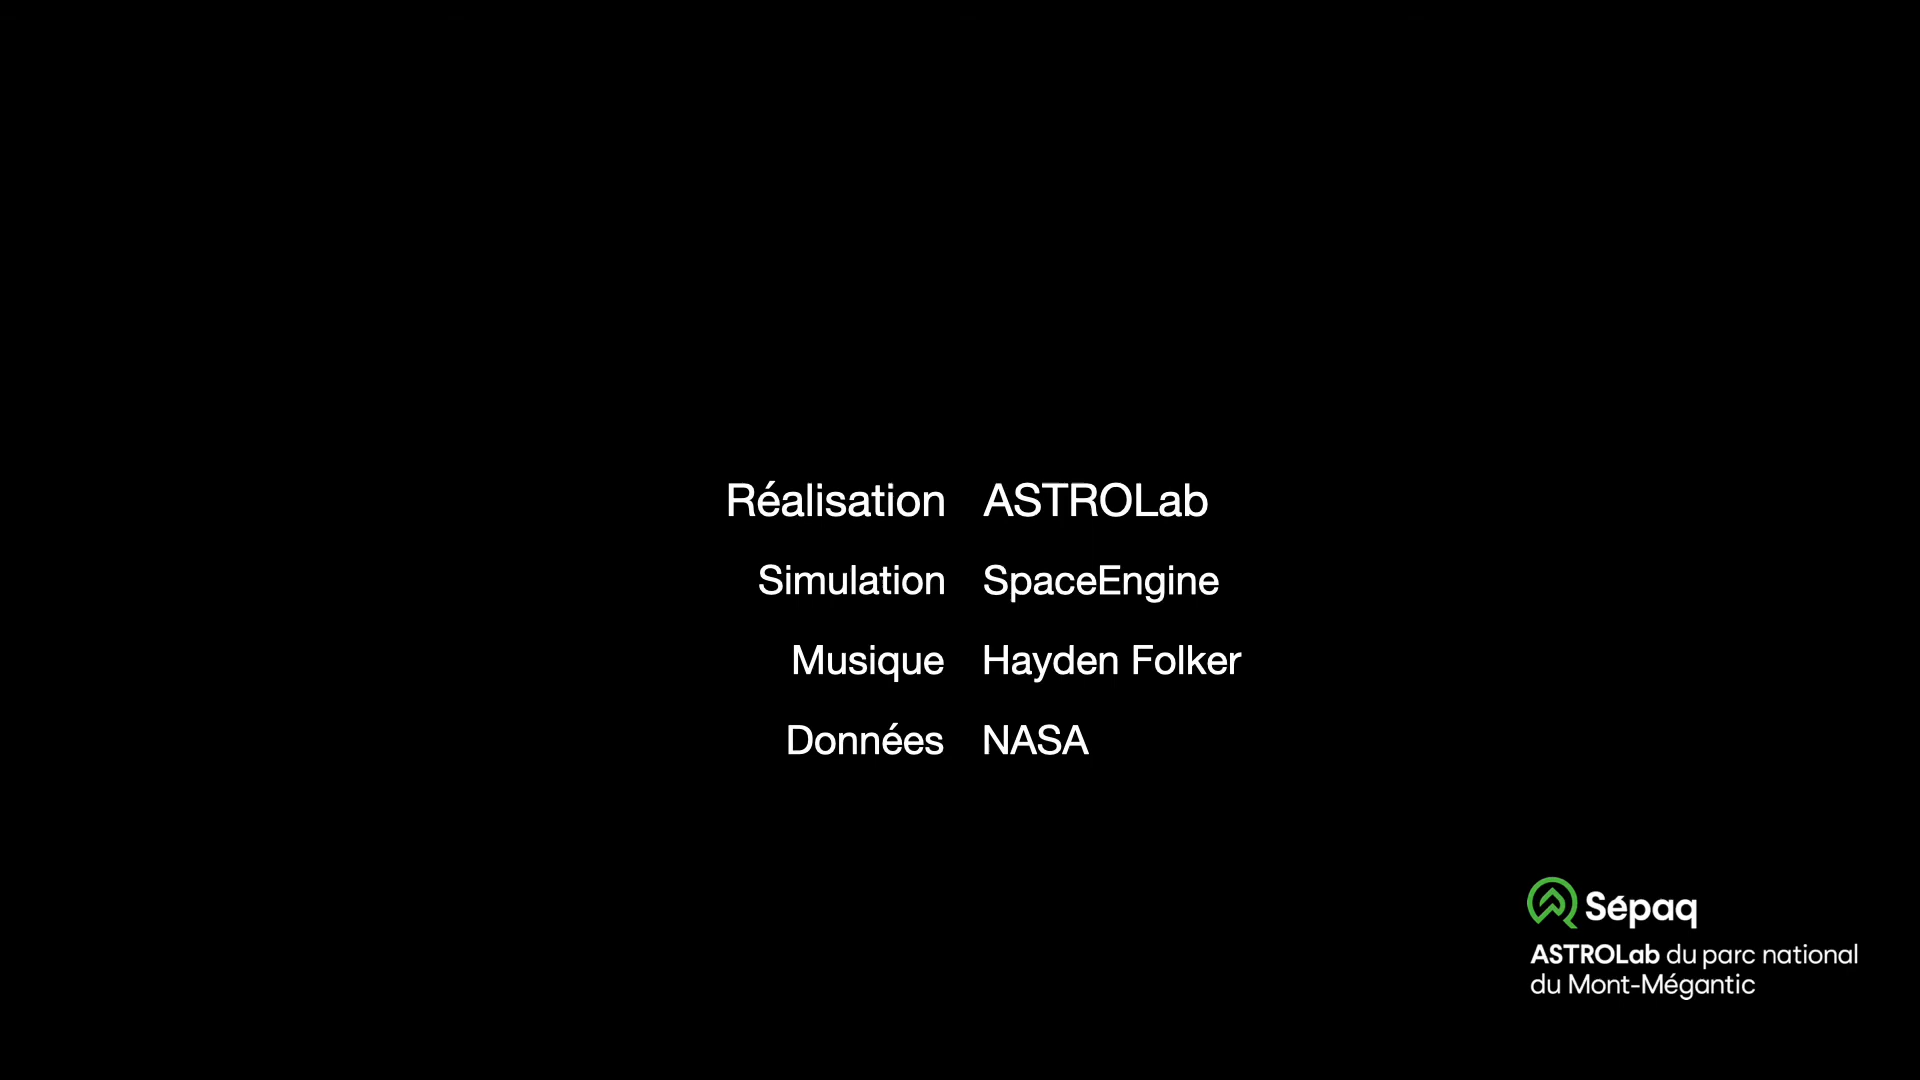 Réalisation ASTROLab
Simulation SpaceEngine
Musique Hayden Folker
Données NASA
Sépaq
ASTROLab du parc national
du Mont-Mégantic